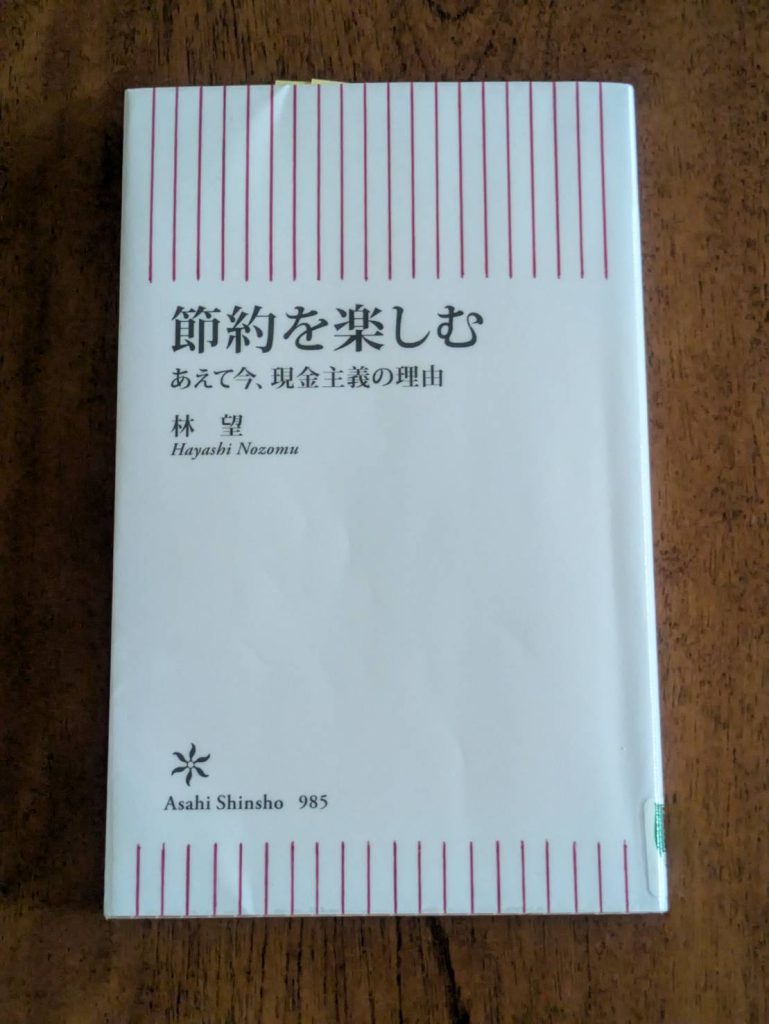 節約を楽しむ
あえて今、現金主義の理由
林 望
Hayashi Nozomu
Asahi Shinsho 985